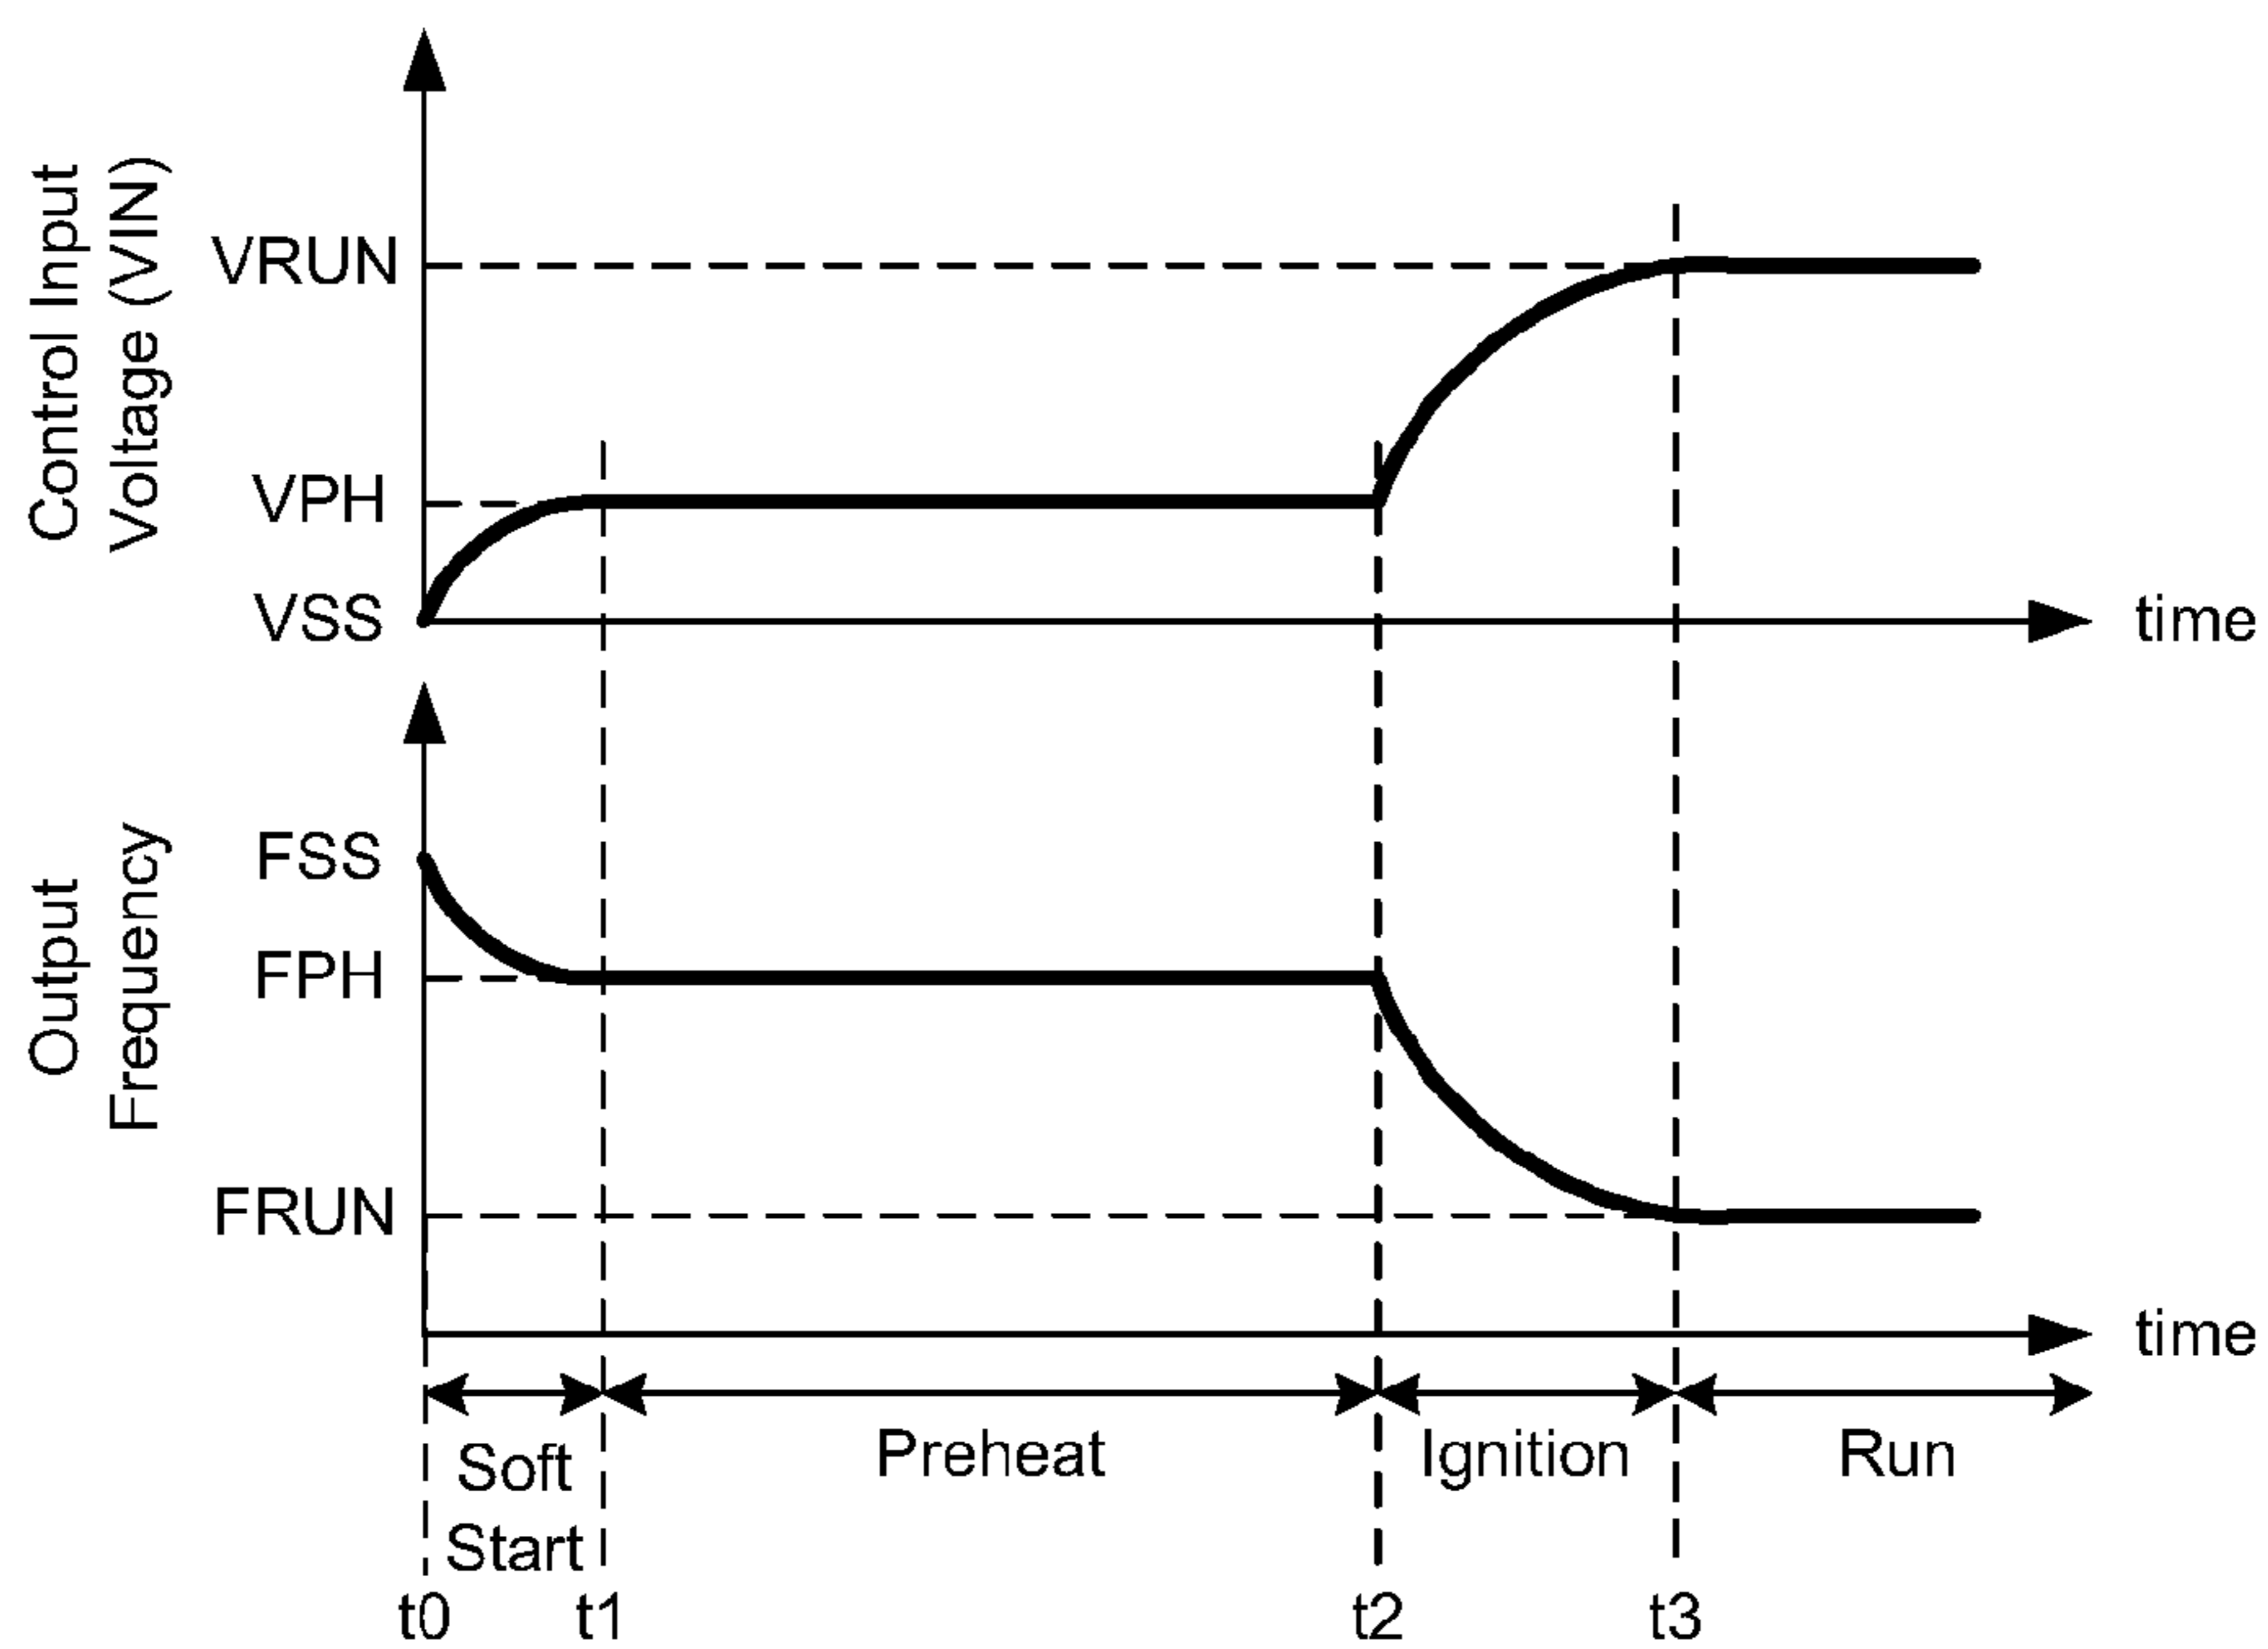 Control Input
Voltage (VIN)
VRUN
VPH
VSS
time
Output
Frequency
FSS
FPH
FRUN
time
Soft
Start
Preheat
Ignition
Run
t0
t1
t2
t3